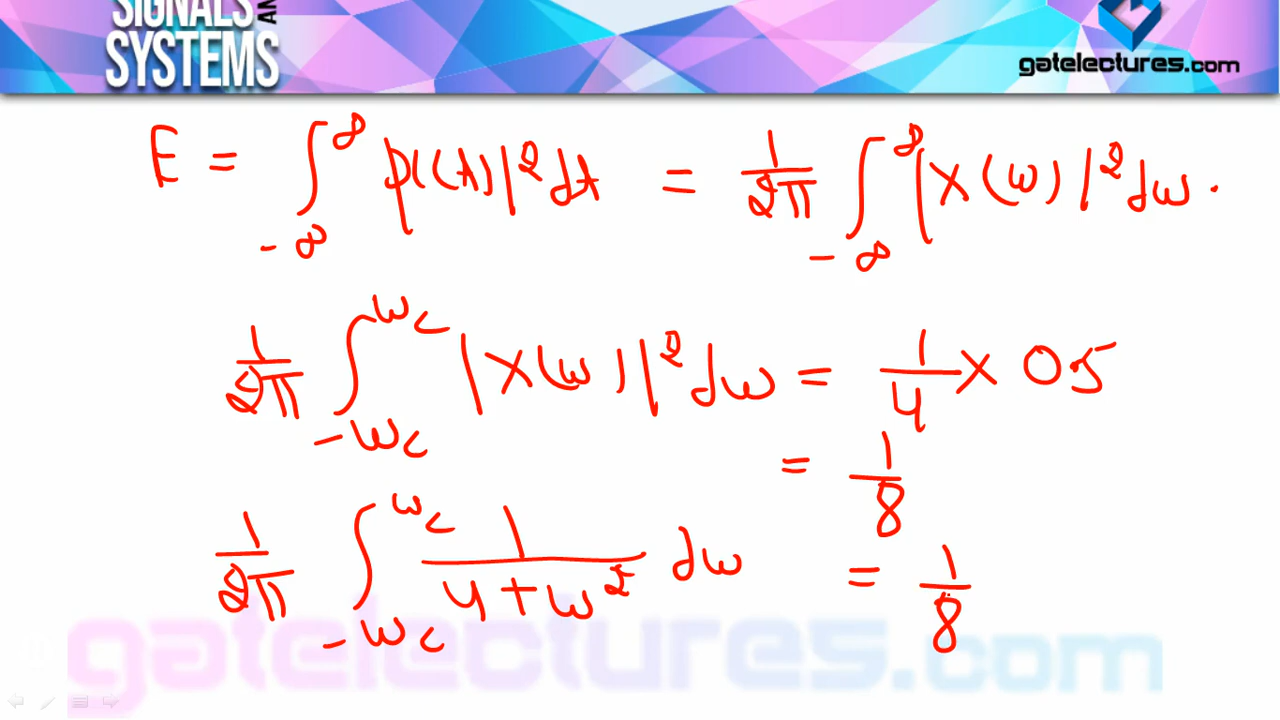 SIGNALS AN
SYSTEMS
gatelectures.com
E = ∫_{-∞}^{∞} |x(t)|² dt = 1/2π ∫_{-∞}^{∞} |X(ω)|² dω .
1/2π ∫_{-ωc}^{ωc} |X(ω)|² dω = 1/4 × 0.5
= 1/8
1/2π ∫_{-ωc}^{ωc} 1/(4+ω²) dω = 1/8
gatelectures.com